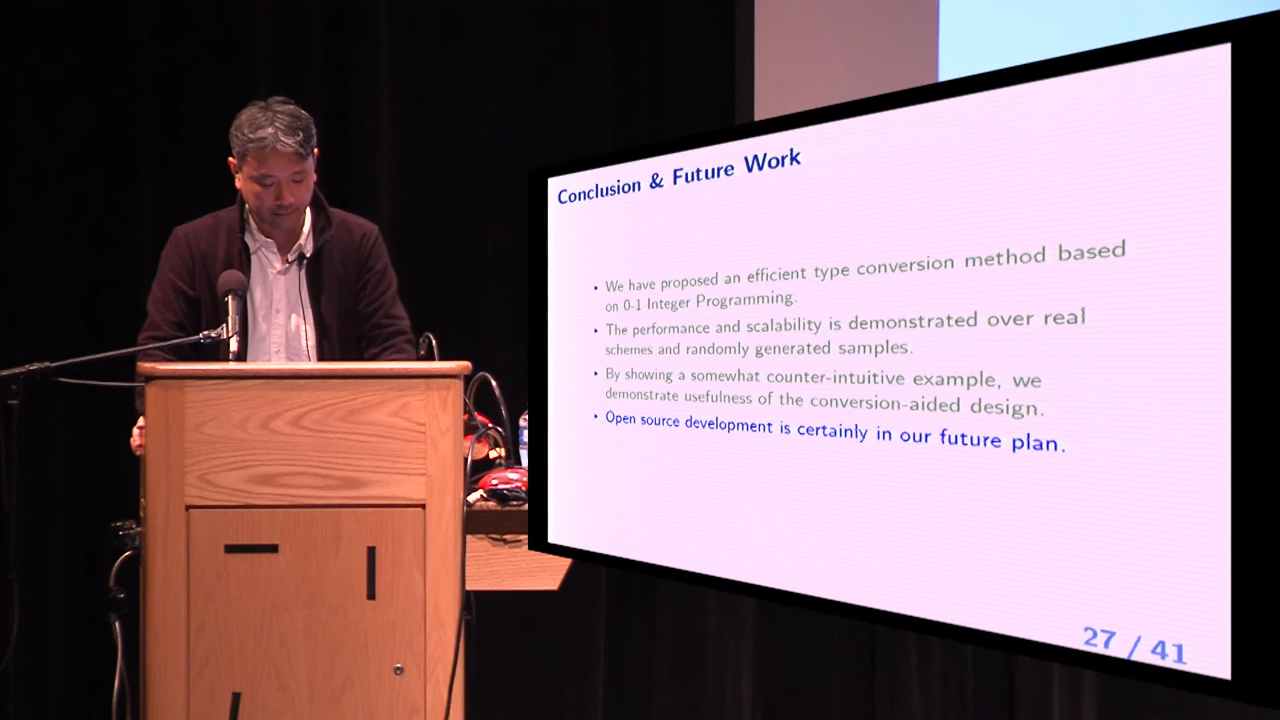 Conclusion & Future Work
We have proposed an efficient type conversion method based
on 0-1 Integer Programming.
The performance and scalability is demonstrated over real
schemes and randomly generated samples.
By showing a somewhat counter-intuitive example, we
demonstrate usefulness of the conversion-aided design.
Open source development is certainly in our future plan.
27 / 41